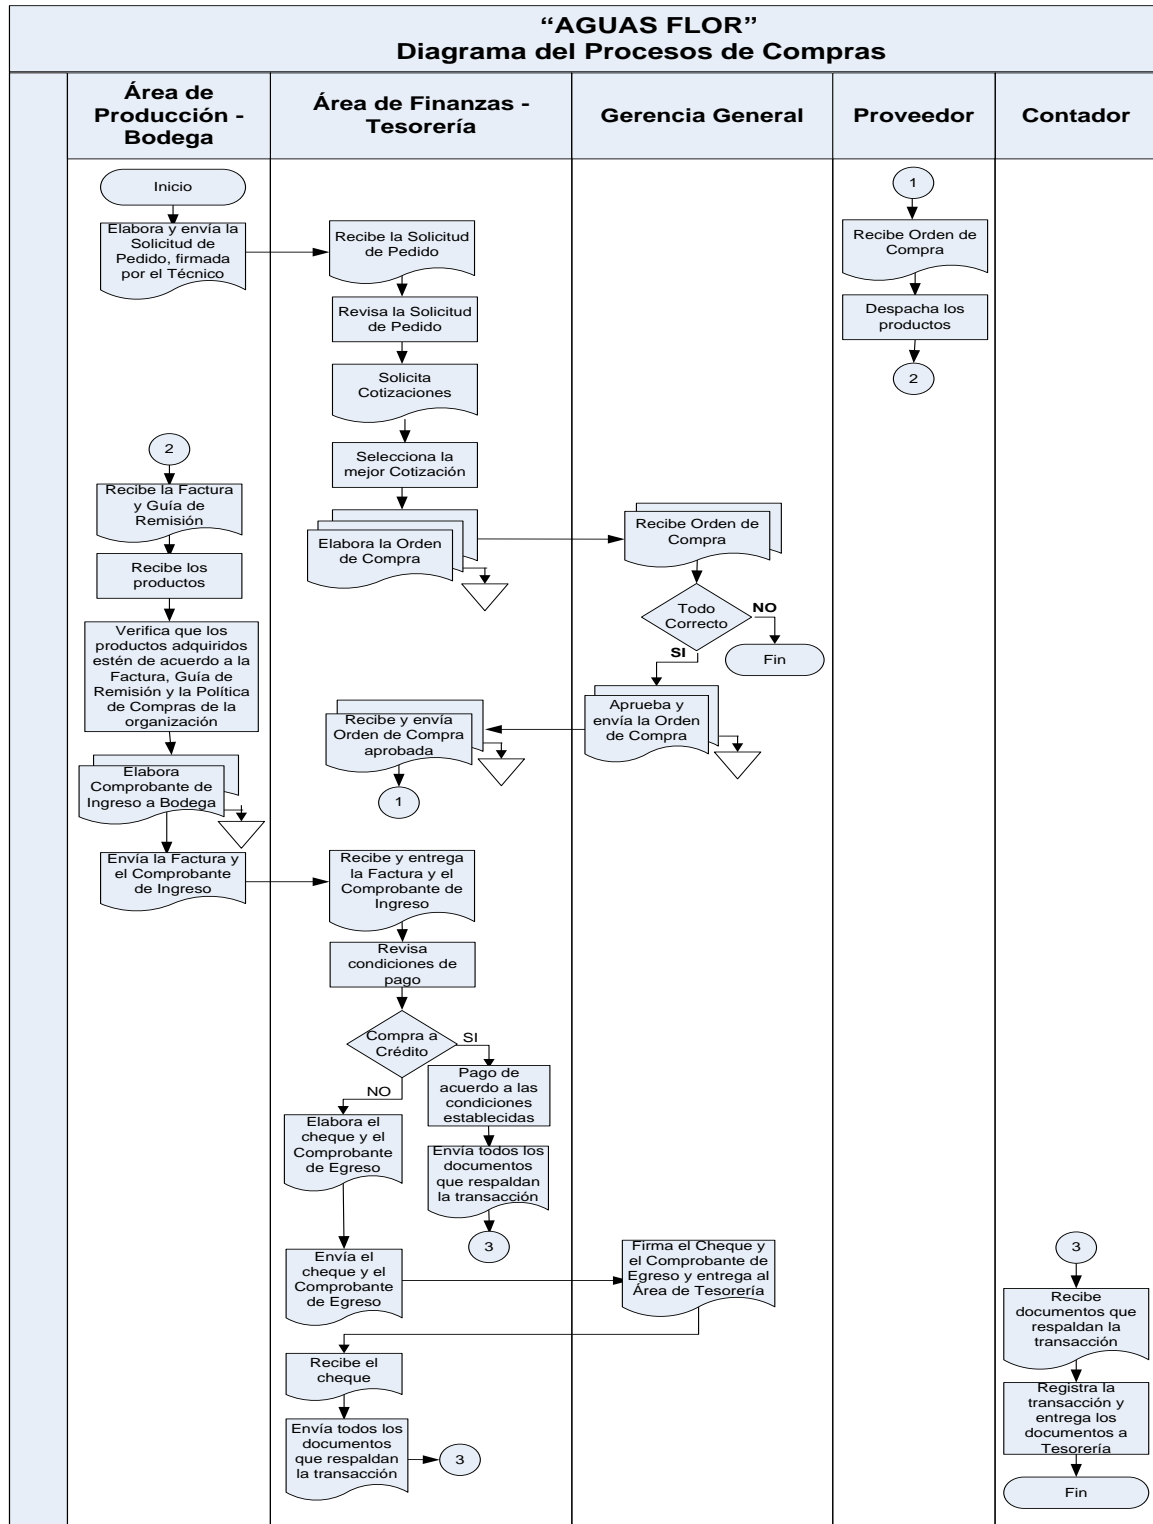 “AGUAS FLOR”
Diagrama del Procesos de Compras
Área de
Producción -
Bodega
Área de Finanzas -
Tesorería
Gerencia General
Proveedor
Contador
Inicio
Elabora y envía la
Solicitud de
Pedido, firmada
por el Técnico
Recibe la Solicitud
de Pedido
Revisa la Solicitud
de Pedido
Solicita
Cotizaciones
Selecciona la
mejor Cotización
Elabora la Orden
de Compra
Recibe Orden de
Compra
Todo
Correcto
NO
Fin
SI
Aprueba y
envía la Orden
de Compra
Recibe y envía
Orden de Compra
aprobada
1
1
Recibe Orden de
Compra
Despacha los
productos
2
2
Recibe la Factura
y Guía de
Remisión
Recibe los
productos
Verifica que los
productos adquiridos
estén de acuerdo a la
Factura, Guía de
Remisión y la Política
de Compras de la
organización
Elabora
Comprobante de
Ingreso a Bodega
Envía la Factura y
el Comprobante
de Ingreso
Recibe y entrega
la Factura y el
Comprobante de
Ingreso
Revisa
condiciones de
pago
Compra a
Crédito
SI
Pago de
acuerdo a las
condiciones
establecidas
Envía todos los
documentos
que respaldan
la transacción
3
NO
Elabora el
cheque y el
Comprobante
de Egreso
Envía el
cheque y el
Comprobante
de Egreso
Firma el Cheque y
el Comprobante de
Egreso y entrega al
Área de Tesorería
Recibe el
cheque
Envía todos los
documentos
que respaldan
la transacción
3
3
Recibe
documentos que
respaldan la
transacción
Registra la
transacción y
entrega los
documentos a
Tesorería
Fin